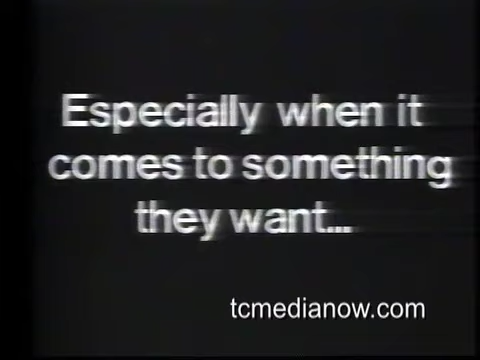 Especially when it
comes to something
they want...
tcmedianow.com